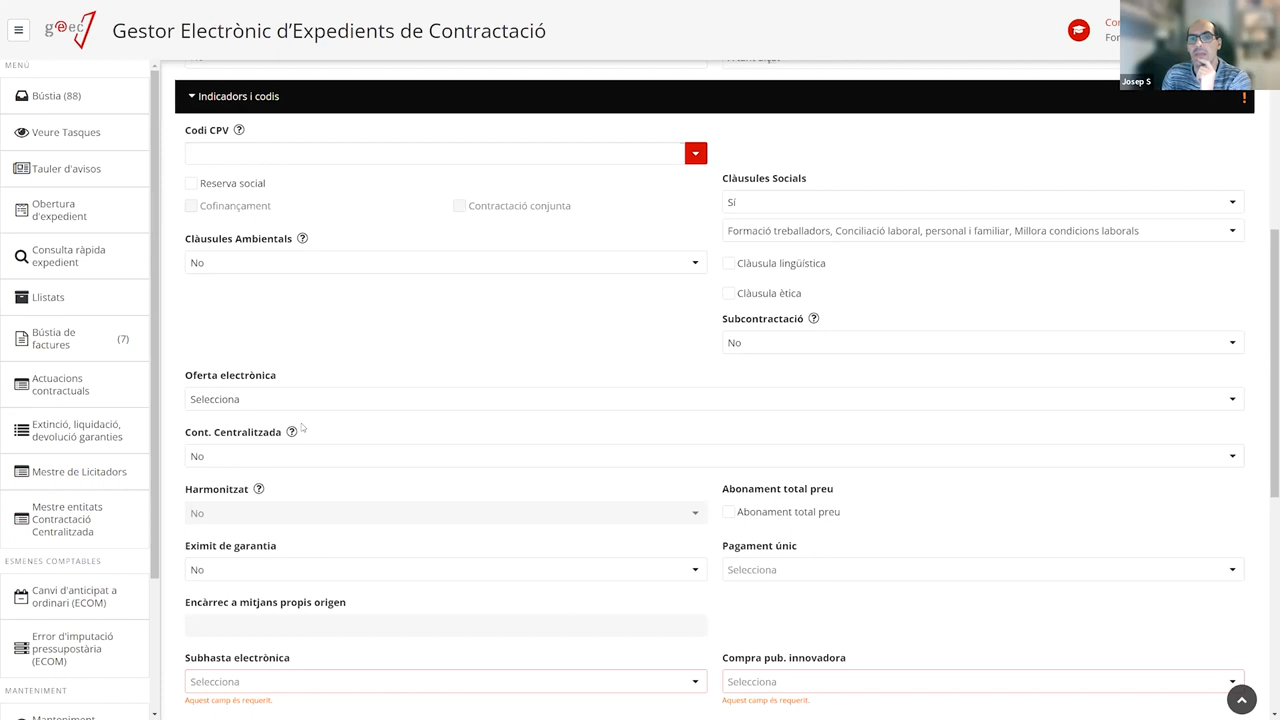 geec
Gestor Electrònic d'Expedients de Contractació
Josep S
MENÚ
Bústia (88)
Veure Tasques
Tauler d'avisos
Obertura
d'expedient
Consulta ràpida
expedient
Llistats
Bústia de
factures
(7)
Actuacions
contractuals
Extinció, liquidació,
devolució garanties
Mestre de Licitadors
Mestre entitats
Contractació
Centralitzada
ESMENES COMPTABLES
Canvi d'anticipat a
ordinari (ECOM)
Error d'imputació
pressupostària
(ECOM)
MANTENIMENT
Manteniment
Indicadors i codis
!
Codi CPV ?
Reserva social
Cofinançament
Contractació conjunta
Clàusules Socials
Sí
Formació treballadors, Conciliació laboral, personal i familiar, Millora condicions laborals
Clàusules Ambientals ?
No
Clàusula lingüística
Clàusula ètica
Subcontractació ?
No
Oferta electrònica
Selecciona
Cont. Centralitzada ?
No
Harmonitzat ?
No
Abonament total preu
Abonament total preu
Eximit de garantia
No
Pagament únic
Selecciona
Encàrrec a mitjans propis origen
Subhasta electrònica
Selecciona
Aquest camp és requerit.
Compra pub. innovadora
Selecciona
Aquest camp és requerit.